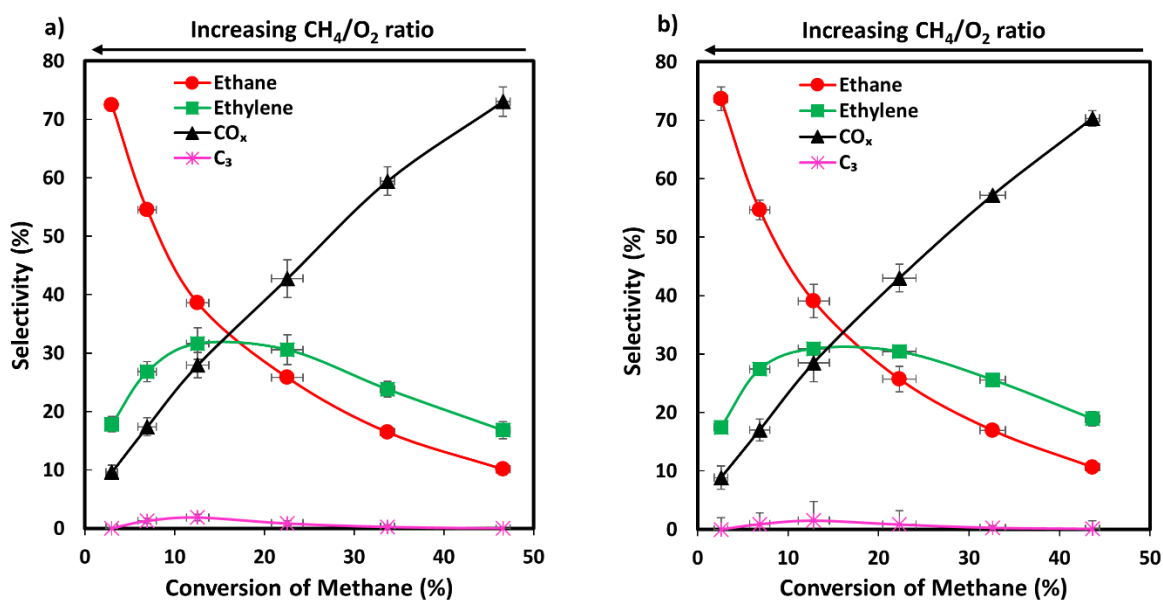 a)
Increasing CH₄/O₂ ratio
80
70
60
50
40
30
20
10
0
Selectivity (%)
Ethane
Ethylene
COₓ
C₃
0 10 20 30 40 50
Conversion of Methane (%)
b)
Increasing CH₄/O₂ ratio
80
70
60
50
40
30
20
10
0
Selectivity (%)
Ethane
Ethylene
COₓ
C₃
0 10 20 30 40 50
Conversion of Methane (%)